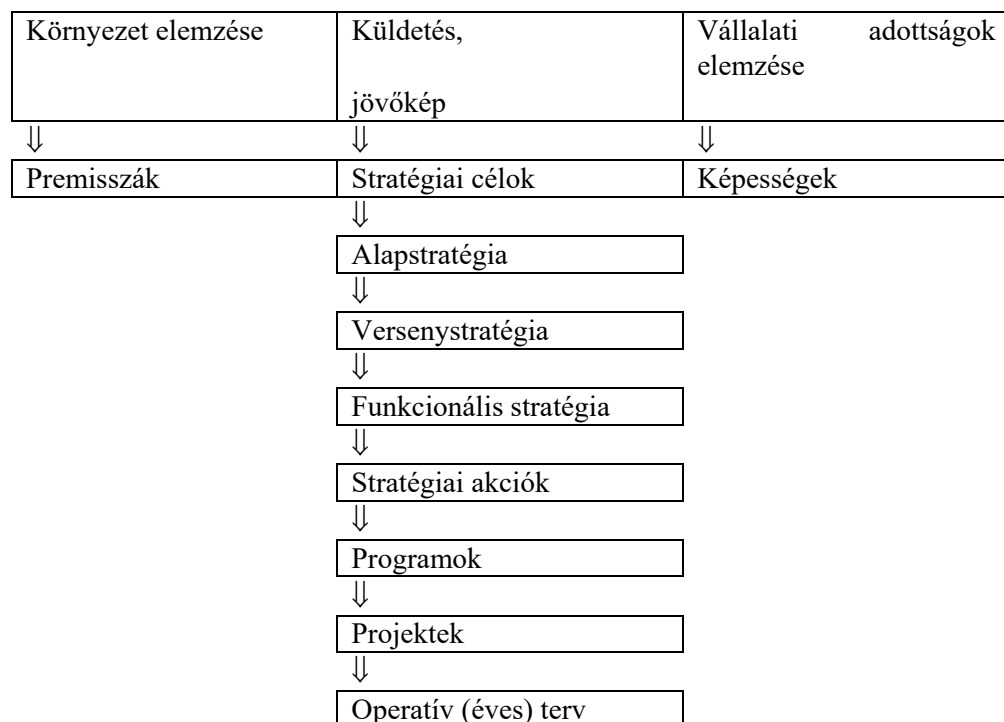 Környezet elemzése Küldetés, Vállalati adottságok
elemzése
jövőkép
⇓ ⇓ ⇓
Premisszák Stratégiai célok Képességek
⇓
Alapstratégia
⇓
Versenystratégia
⇓
Funkcionális stratégia
⇓
Stratégiai akciók
⇓
Programok
⇓
Projektek
⇓
Operatív (éves) terv